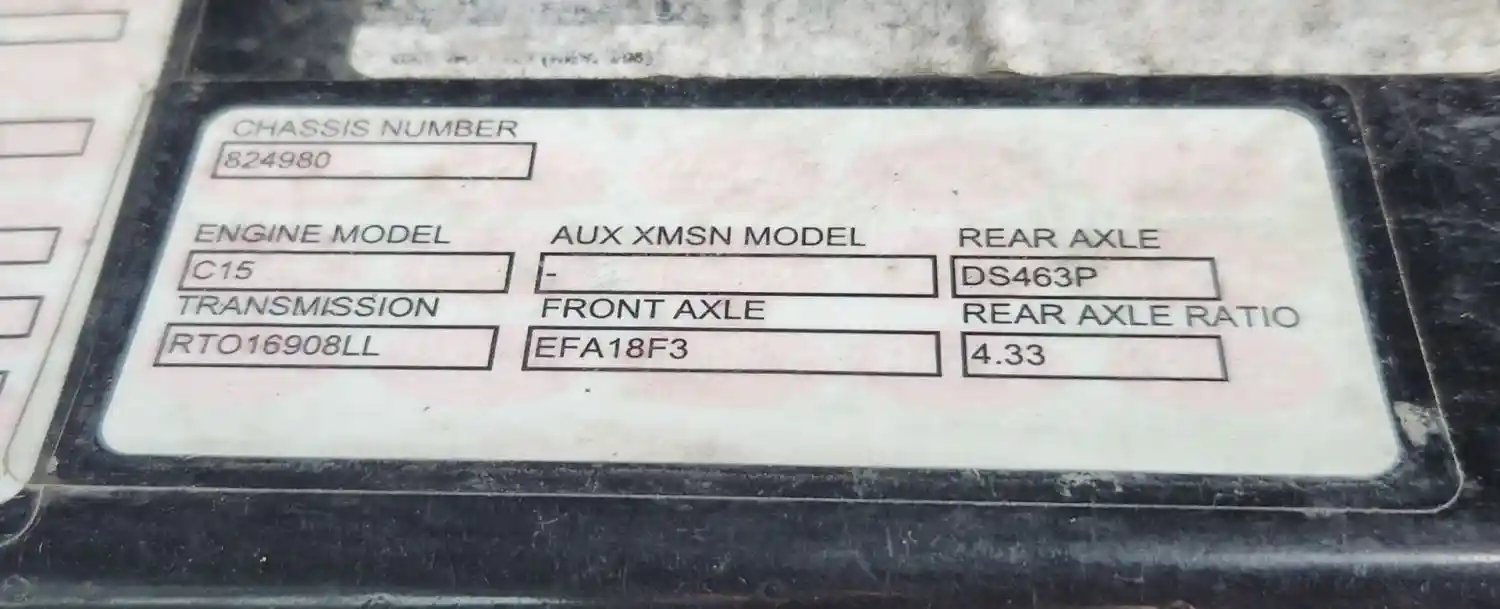 CHASSIS NUMBER
824980
ENGINE MODEL AUX XMSN MODEL REAR AXLE
C15 - DS463P
TRANSMISSION FRONT AXLE REAR AXLE RATIO
RTO16908LL EFA18F3 4.33